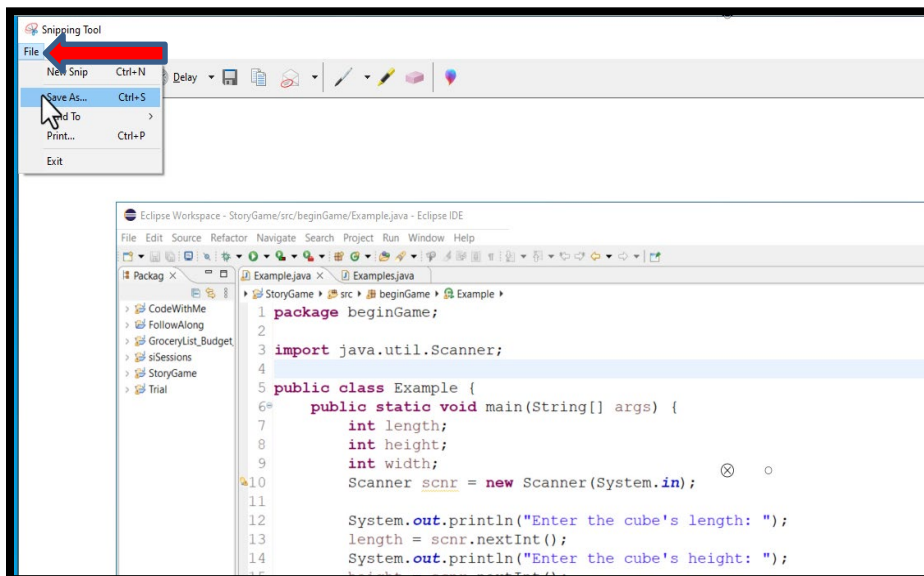 Snipping Tool
File
New Snip Ctrl+N
Delay
Save As... Ctrl+S
To
Print... Ctrl+P
Exit
Eclipse Workspace - StoryGame/src/beginGame/Example.java - Eclipse IDE
File Edit Source Refactor Navigate Search Project Run Window Help
Packag Example.java Examples.java
StoryGame src beginGame Example
CodeWithMe
FollowAlong
GroceryList_Budget_
siSessions
StoryGame
Trial
1 package beginGame;
2
3 import java.util.Scanner;
4
5 public class Example {
6 public static void main(String[] args) {
7 int length;
8 int height;
9 int width;
10 Scanner scnr = new Scanner(System.in);
11
12 System.out.println("Enter the cube's length: ");
13 length = scnr.nextInt();
14 System.out.println("Enter the cube's height: ");